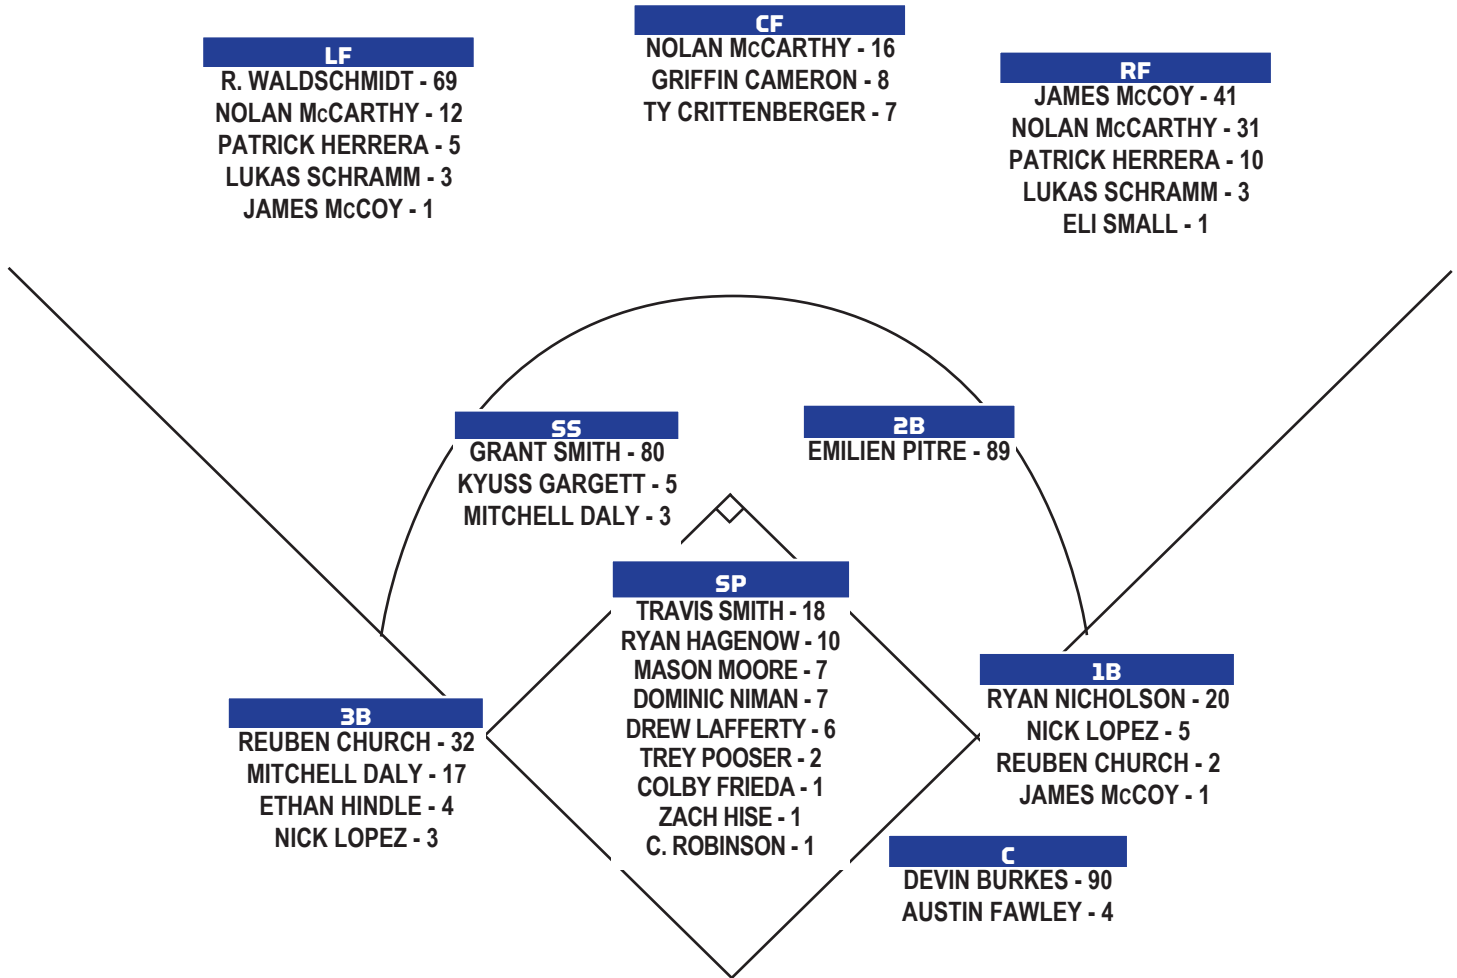 LF
R. WALDSCHMIDT - 69
NOLAN McCARTHY - 12
PATRICK HERRERA - 5
LUKAS SCHRAMM - 3
JAMES McCOY - 1
CF
NOLAN McCARTHY - 16
GRIFFIN CAMERON - 8
TY CRITTENBERGER - 7
RF
JAMES McCOY - 41
NOLAN McCARTHY - 31
PATRICK HERRERA - 10
LUKAS SCHRAMM - 3
ELI SMALL - 1
SS
GRANT SMITH - 80
KYUSS GARGETT - 5
MITCHELL DALY - 3
2B
EMILIEN PITRE - 89
3B
REUBEN CHURCH - 32
MITCHELL DALY - 17
ETHAN HINDLE - 4
NICK LOPEZ - 3
SP
TRAVIS SMITH - 18
RYAN HAGENOW - 10
MASON MOORE - 7
DOMINIC NIMAN - 7
DREW LAFFERTY - 6
TREY POOSER - 2
COLBY FRIEDA - 1
ZACH HISE - 1
C. ROBINSON - 1
1B
RYAN NICHOLSON - 20
NICK LOPEZ - 5
REUBEN CHURCH - 2
JAMES McCOY - 1
C
DEVIN BURKES - 90
AUSTIN FAWLEY - 4